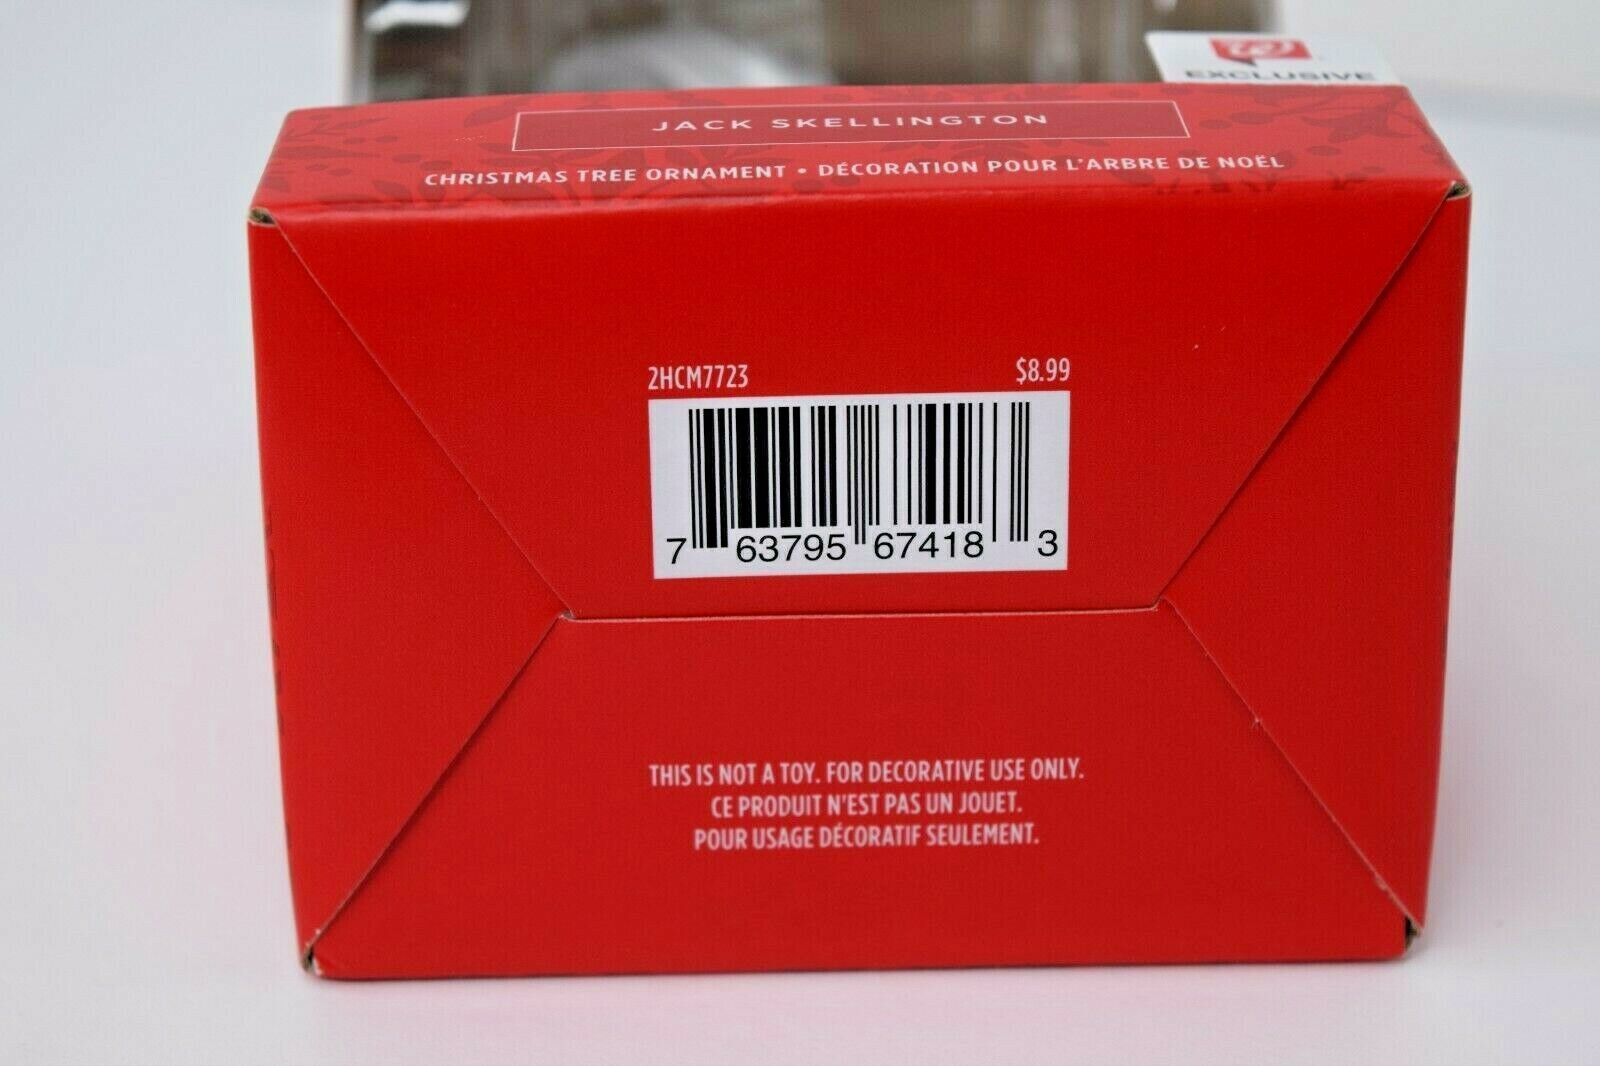 EXCLUSIVE
JACK SKELLINGTON
CHRISTMAS TREE ORNAMENT • DÉCORATION POUR L'ARBRE DE NOËL
2HCM7723 $8.99
7 63795 67418 3
THIS IS NOT A TOY. FOR DECORATIVE USE ONLY.
CE PRODUIT N'EST PAS UN JOUET.
POUR USAGE DÉCORATIF SEULEMENT.